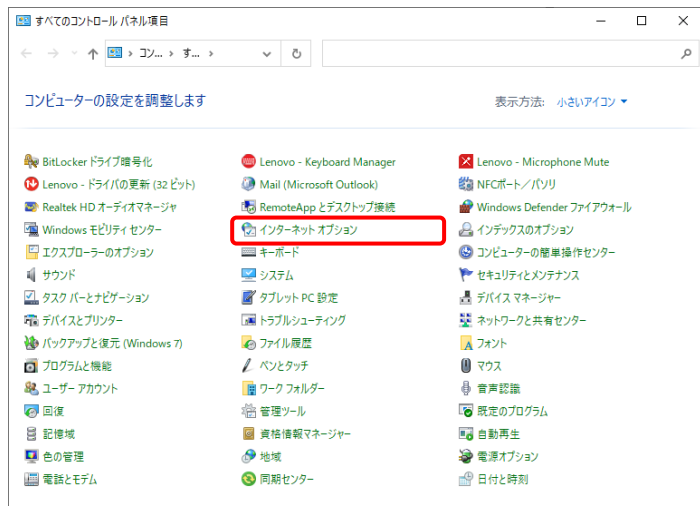 すべてのコントロール パネル項目
コン... › す... ›
コンピューターの設定を調整します
表示方法: 小さいアイコン
BitLocker ドライブ暗号化 Lenovo - Keyboard Manager Lenovo - Microphone Mute
Lenovo - ドライバの更新 (32 ビット) Mail (Microsoft Outlook) NFCポート／パソリ
Realtek HD オーディオマネージャ RemoteApp とデスクトップ接続 Windows Defender ファイアウォール
Windows モビリティ センター インターネット オプション インデックスのオプション
エクスプローラーのオプション キーボード コンピューターの簡単操作センター
サウンド システム セキュリティとメンテナンス
タスク バーとナビゲーション タブレット PC 設定 デバイス マネージャー
デバイスとプリンター トラブルシューティング ネットワークと共有センター
バックアップと復元 (Windows 7) ファイル履歴 フォント
プログラムと機能 ペンとタッチ マウス
ユーザー アカウント ワーク フォルダー 音声認識
回復 管理ツール 既定のプログラム
記憶域 資格情報マネージャー 自動再生
色の管理 地域 電源オプション
電話とモデム 同期センター 日付と時刻